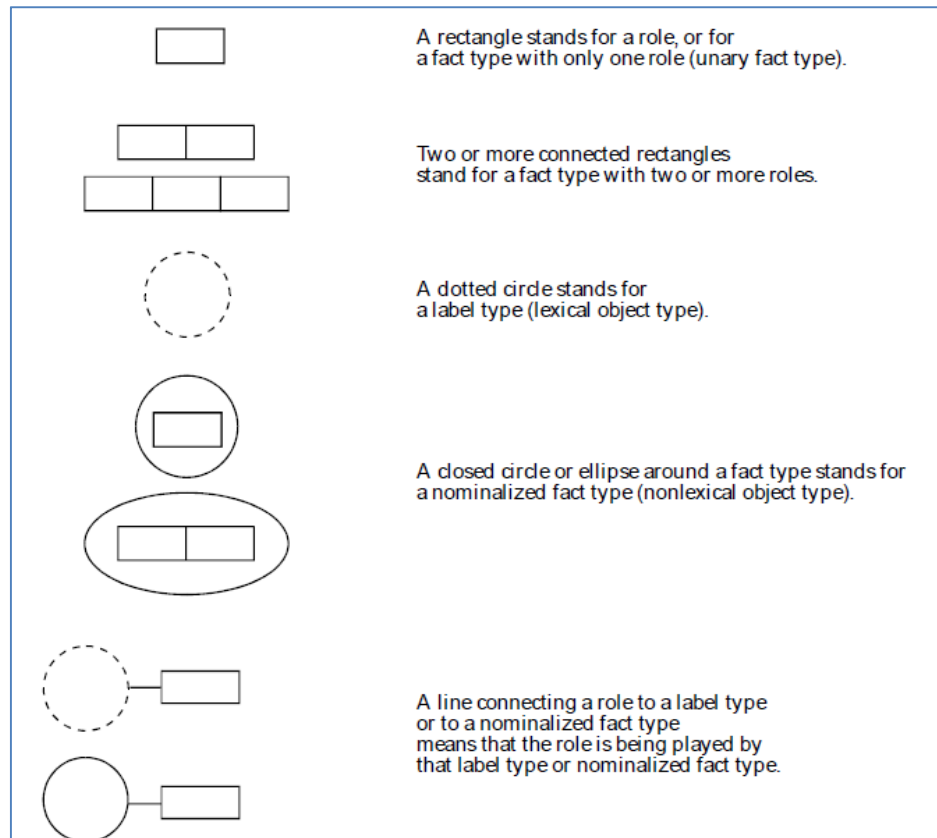 A rectangle stands for a role, or for
a fact type with only one role (unary fact type).
Two or more connected rectangles
stand for a fact type with two or more roles.
A dotted circle stands for
a label type (lexical object type).
A closed circle or ellipse around a fact type stands for
a nominalized fact type (nonlexical object type).
A line connecting a role to a label type
or to a nominalized fact type
means that the role is being played by
that label type or nominalized fact type.